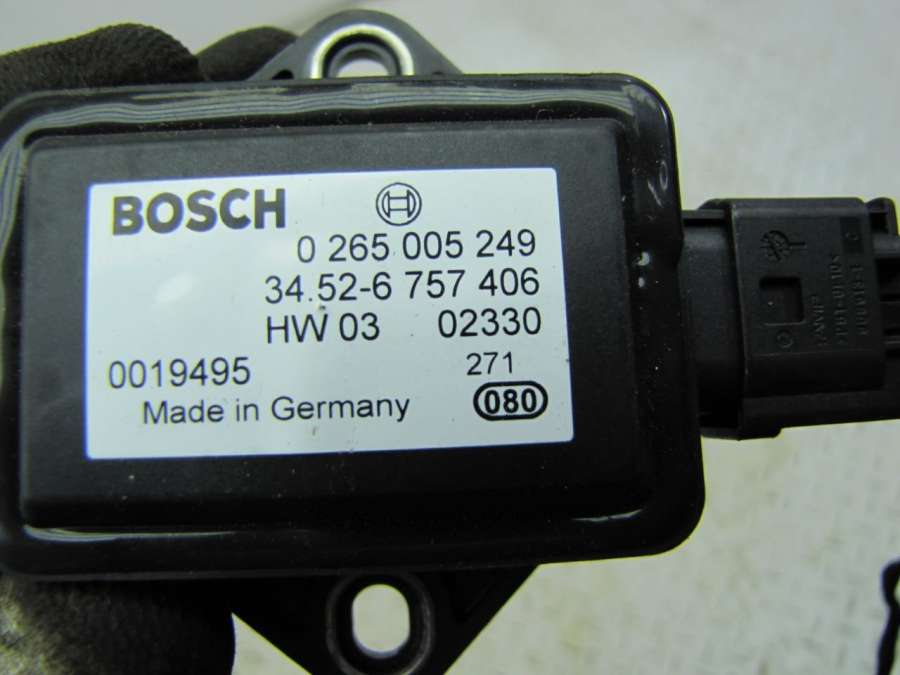 BOSCH
0 265 005 249
34.52-6 757 406
HW 03 02330
0019495 271
Made in Germany 080